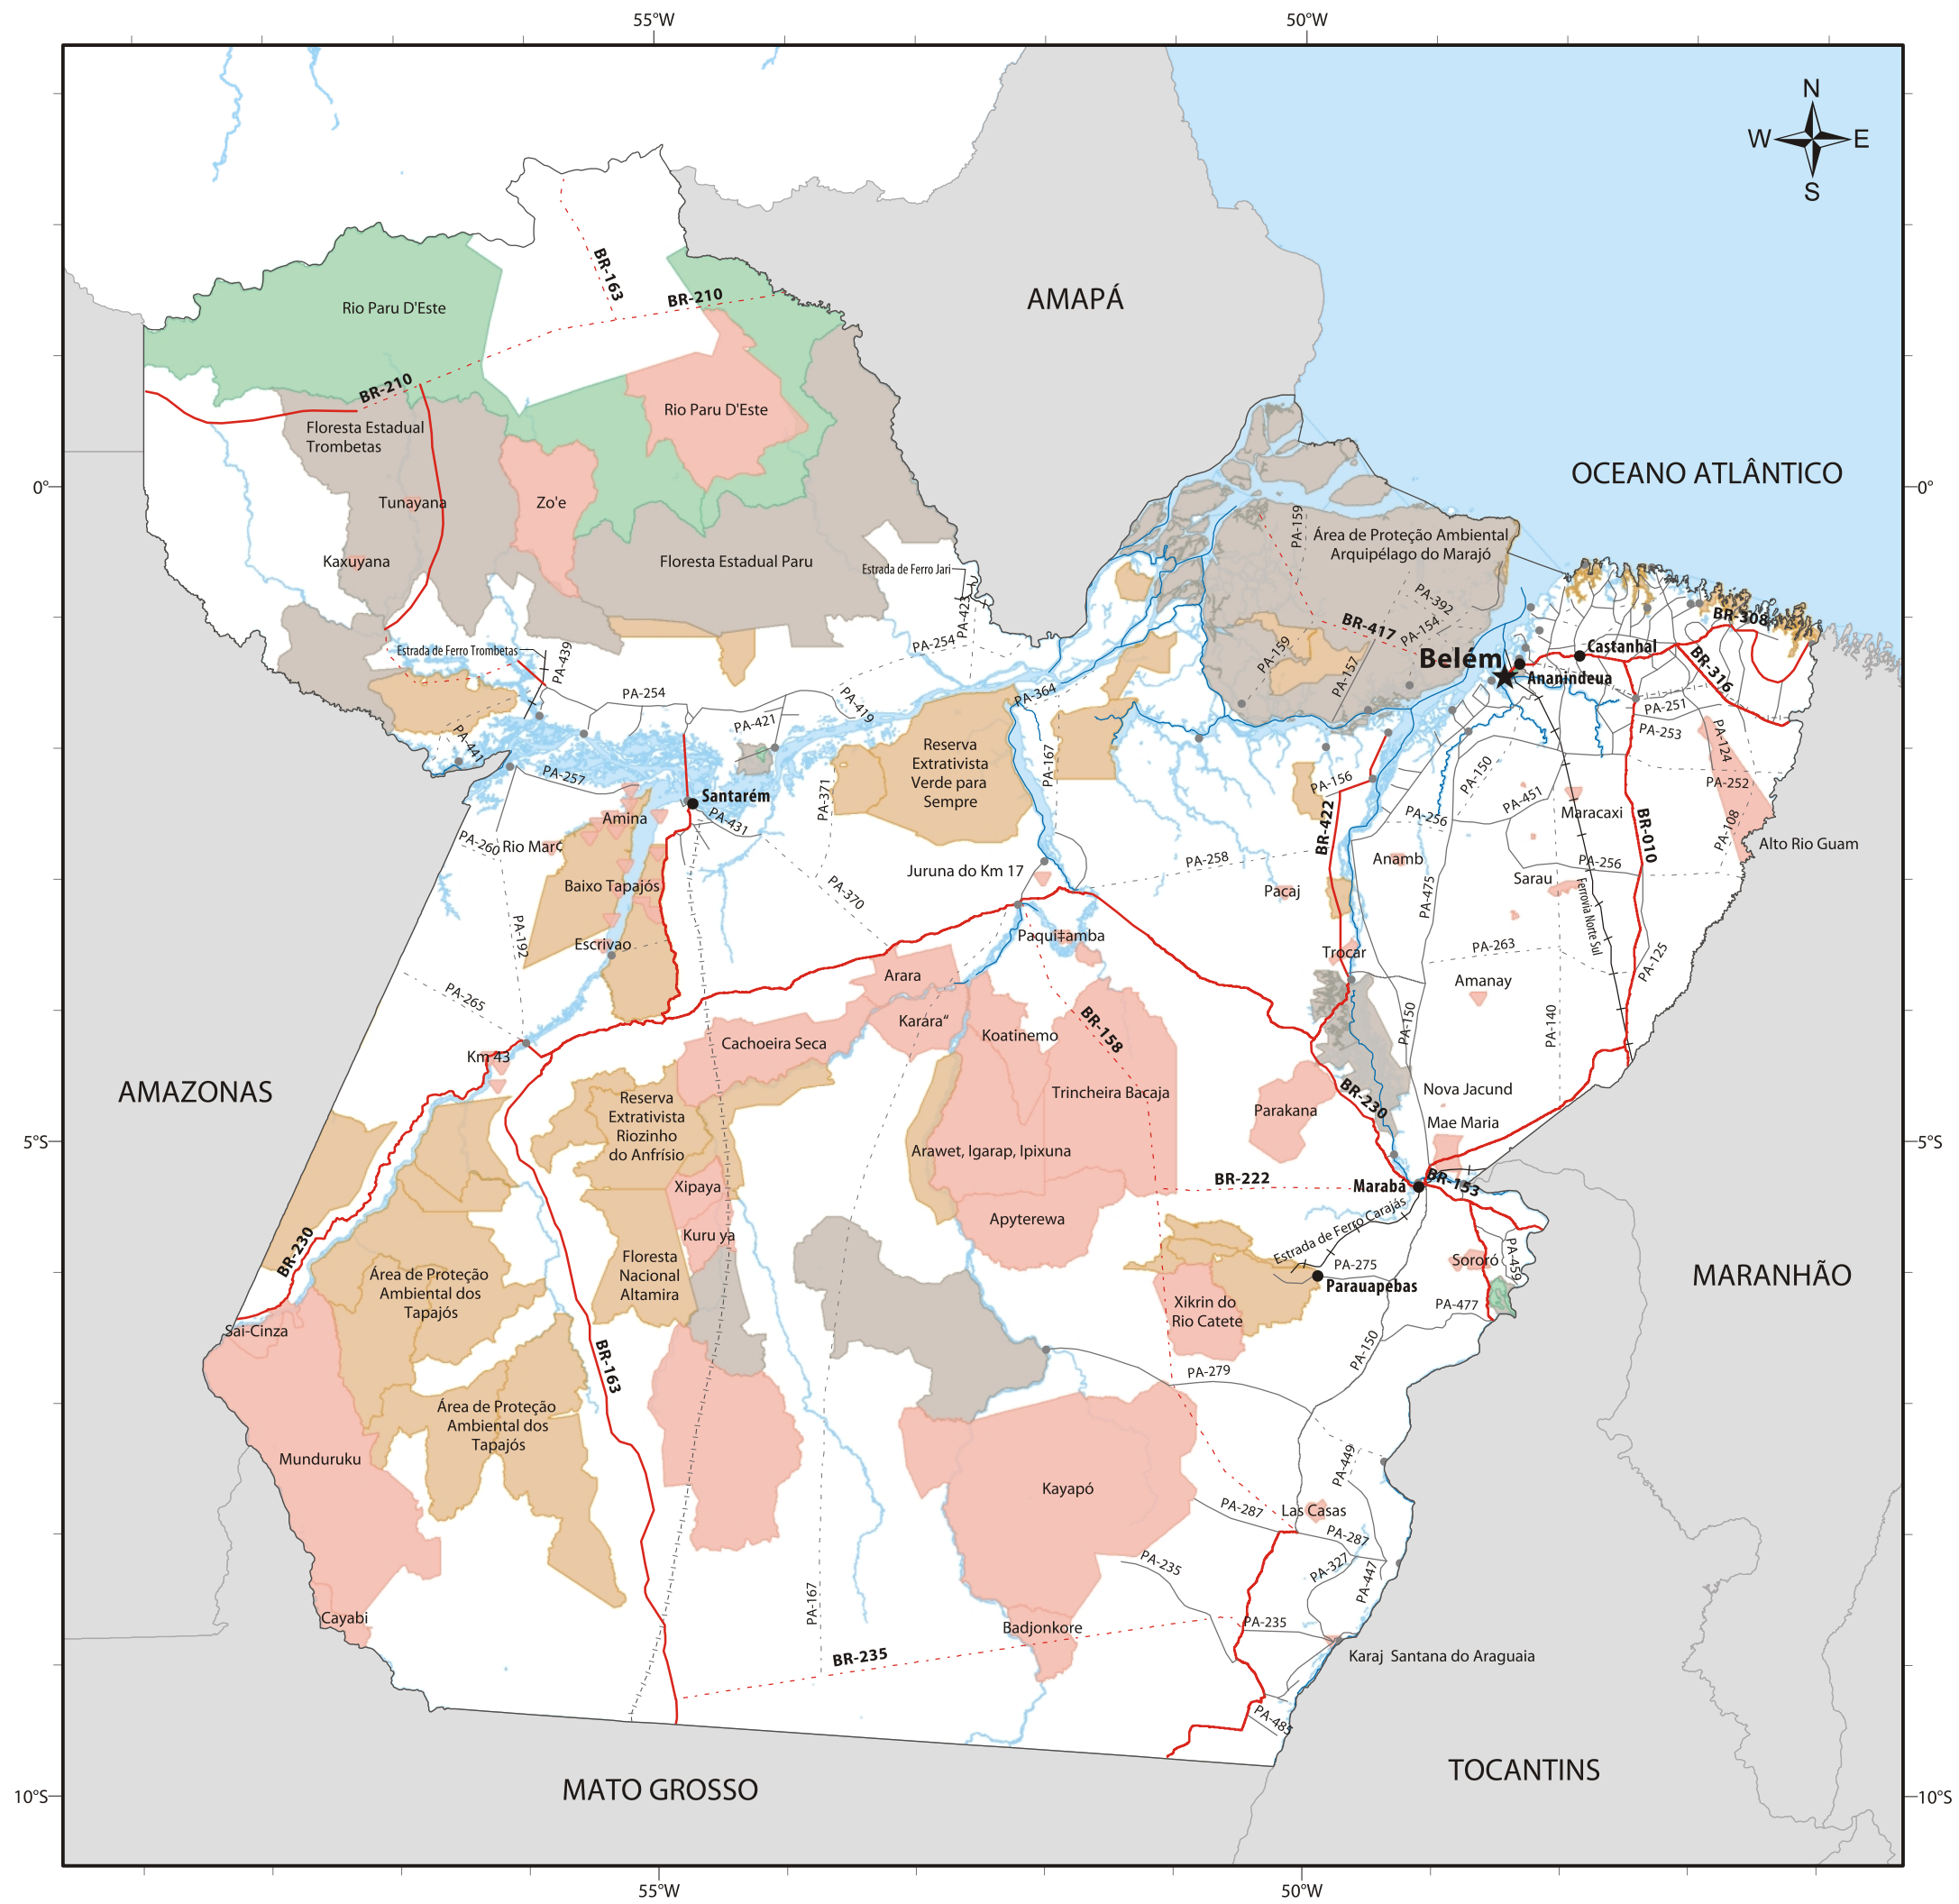 55°W
50°W
N
W
E
S
BR-163
BR-210
AMAPÁ
Rio Paru D'Este
BR-210
Rio Paru D'Este
Floresta Estadual
Trombetas
OCEANO ATLÂNTICO
0°
0°
Tunayana
Zo'e
PA-159
Área de Proteção Ambiental
Arquipélago do Marajó
Kaxuyana
Floresta Estadual Paru
Estrada de Ferro Jari
PA-423
PA-392
BR-308
BR-417
PA-154
PA-254
Castanhal
Estrada de Ferro Trombetas
PA-439
PA-159
PA-157
Belém
BR-316
Ananindeua
PA-254
PA-364
PA-419
PA-421
PA-251
PA-253
PA-124
PA-441
Reserva
Extrativista
Verde para
Sempre
PA-167
PA-257
PA-150
PA-156
PA-252
Santarém
PA-371
PA-451
Amina
PA-431
PA-256
Maracaxi
BR-422
BR-010
PA-108
PA-260
Rio Marc
Alto Rio Guam
Anamb
PA-258
PA-256
Juruna do Km 17
Baixo Tapajós
PA-370
Pacaj
PA-475
Sarau
Ferrovia Norte Sul
PA-192
Escrivao
Paqui‡amba
Trocar
PA-263
PA-125
Arara
Amanay
PA-265
Karara“
Koatinemo
BR-158
PA-150
PA-140
Cachoeira Seca
Km 43
AMAZONAS
Trincheira Bacaja
Nova Jacund
Reserva
Extrativista
Riozinho
do Anfrísio
Parakana
BR-230
Mae Maria
5°S
5°S
Arawet, Igarap, Ipixuna
Xipaya
BR-222
Marabá
BR-153
Apyterewa
Estrada de Ferro Carajás
Kuru ya
BR-230
Floresta
Nacional
Altamira
PA-275
Sororó
PA-459
Área de Proteção
Ambiental dos
Tapajós
Parauapebas
MARANHÃO
Xikrin do
Rio Catete
PA-477
Sai-Cinza
BR-163
PA-150
PA-279
Área de Proteção
Ambiental dos
Tapajós
Munduruku
PA-449
Kayapó
PA-287
Las Casas
PA-287
PA-235
PA-327
PA-447
PA-167
Cayabi
Badjonkore
PA-235
BR-235
Karaj  Santana do Araguaia
PA-485
TOCANTINS
MATO GROSSO
10°S
10°S
55°W
50°W